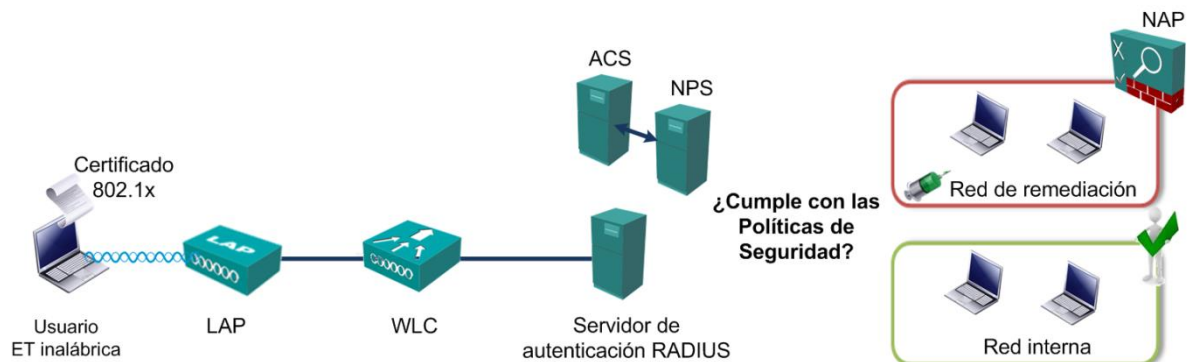 NAP
ACS
NPS
Certificado
802.1x
¿Cumple con las
Políticas de
Seguridad?
Red de remediación
LAP
Usuario
ET inalábrica
LAP
WLC
Servidor de
autenticación RADIUS
Red interna